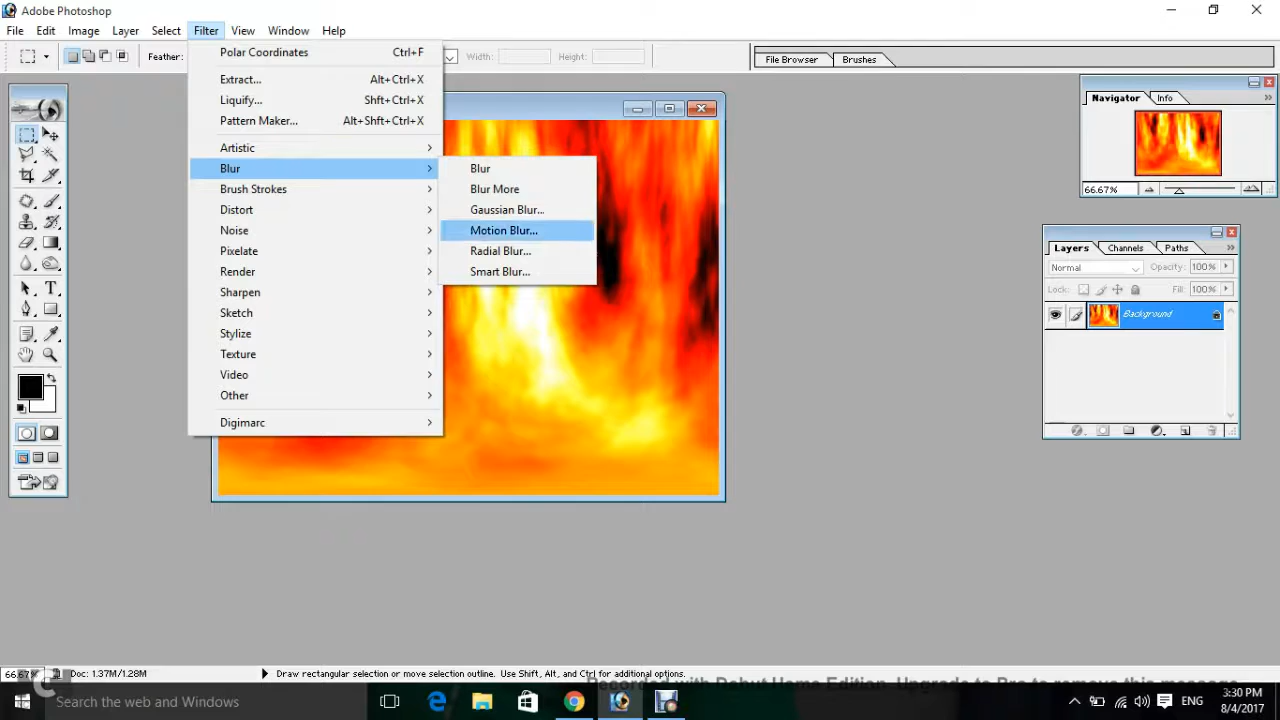 Adobe Photoshop
File Edit Image Layer Select Filter View Window Help
Feather: Width: Height: File Browser Brushes
Polar Coordinates Ctrl+F
Extract... Alt+Ctrl+X
Liquify... Shft+Ctrl+X
Pattern Maker... Alt+Shft+Ctrl+X
Artistic
Blur
Brush Strokes
Distort
Noise
Pixelate
Render
Sharpen
Sketch
Stylize
Texture
Video
Other
Digimarc
Blur
Blur More
Gaussian Blur...
Motion Blur...
Radial Blur...
Smart Blur...
Navigator Info
66.67%
Layers Channels Paths
Normal Opacity: 100%
Lock: Fill: 100%
Background
66.67% Doc: 1.37M/1.28M Draw rectangular selection or move selection outline. Use Shift, Alt, and Ctrl for additional options.
Search the web and Windows
ENG
3:30 PM
8/4/2017